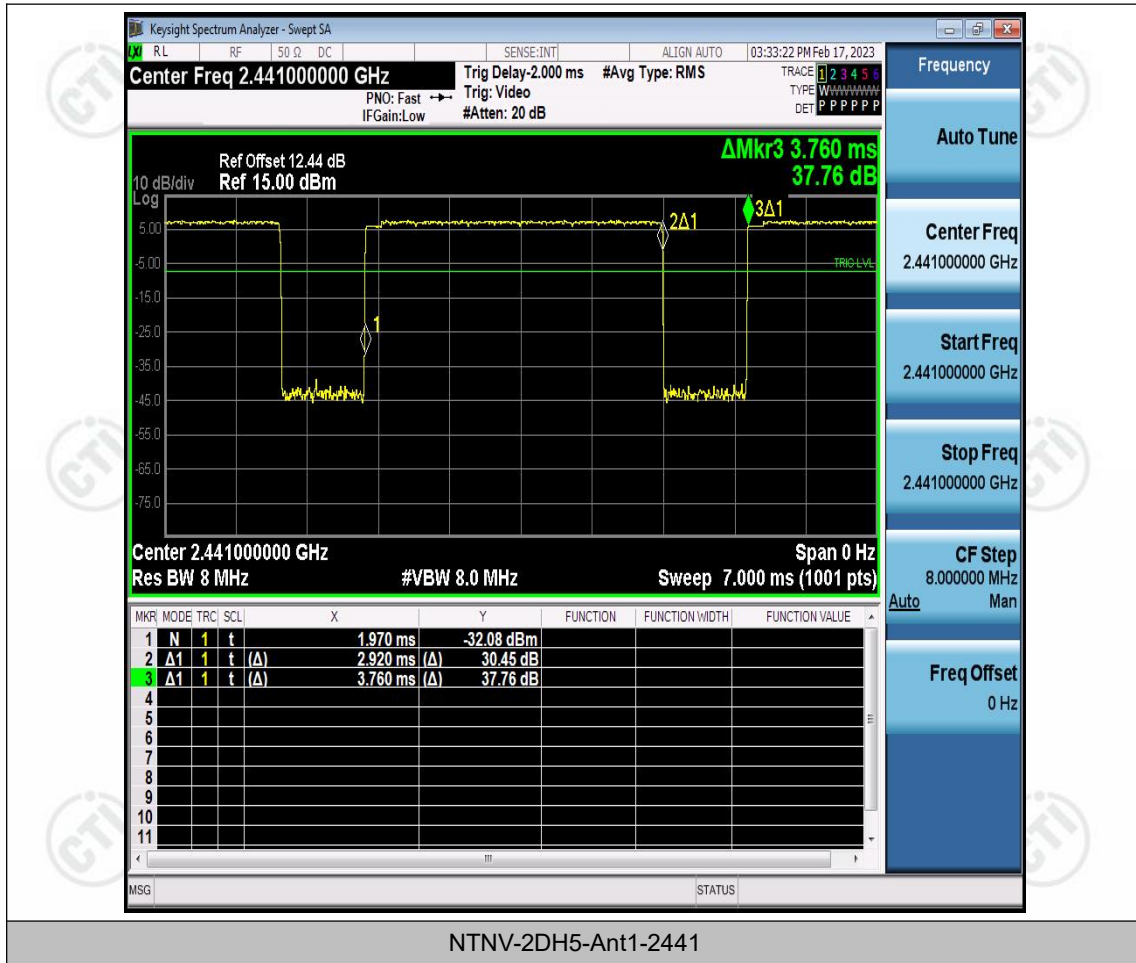 Keysight Spectrum Analyzer - Swept SA
LXI RL RF 50 Ω DC SENSE:INT ALIGN AUTO 03:33:22 PM Feb 17, 2023
Center Freq 2.441000000 GHz
PNO: Fast
IFGain:Low
Trig Delay-2.000 ms
Trig: Video
#Atten: 20 dB
#Avg Type: RMS
TRACE 1 2 3 4 5 6
TYPE WWWWWWW
DET P P P P P P
ΔMkr3 3.760 ms
37.76 dB
Ref Offset 12.44 dB
10 dB/div Ref 15.00 dBm
Log
5.00
-5.00
-15.0
-25.0
-35.0
-45.0
-55.0
-65.0
-75.0
1
2Δ1
3Δ1
TRIG LVL
Center 2.441000000 GHz Span 0 Hz
Res BW 8 MHz #VBW 8.0 MHz Sweep 7.000 ms (1001 pts)
MKR MODE TRC SCL X Y FUNCTION FUNCTION WIDTH FUNCTION VALUE
1 N 1 t 1.970 ms -32.08 dBm
2 Δ1 1 t (Δ) 2.920 ms (Δ) 30.45 dB
3 Δ1 1 t (Δ) 3.760 ms (Δ) 37.76 dB
4
5
6
7
8
9
10
11
MSG STATUS
Frequency
Auto Tune
Center Freq
2.441000000 GHz
Start Freq
2.441000000 GHz
Stop Freq
2.441000000 GHz
CF Step
8.000000 MHz
Auto Man
Freq Offset
0 Hz
NTNV-2DH5-Ant1-2441
CTI
CTI
CTI
CTI
CTI
CTI